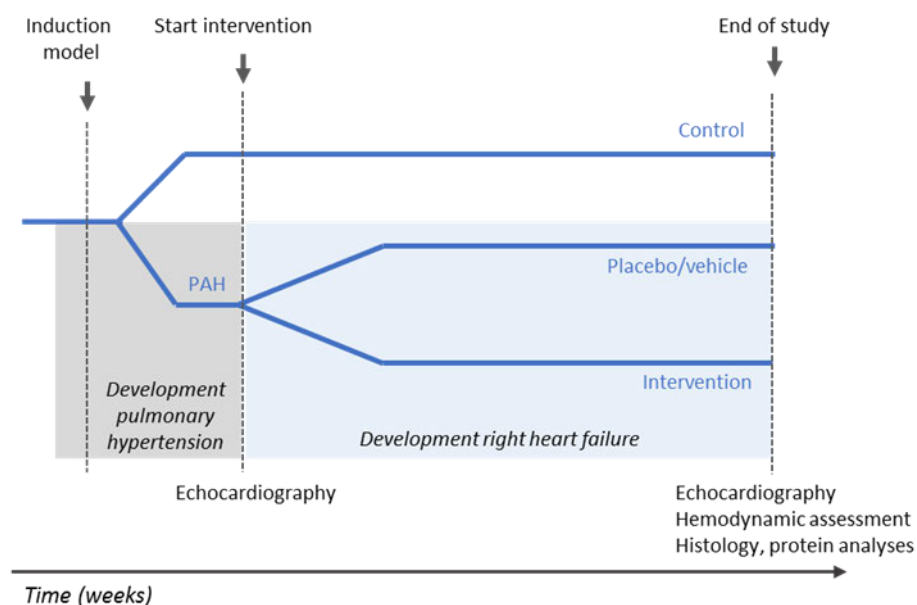 Induction
model
Start intervention
End of study
Control
PAH
Placebo/vehicle
Intervention
Development
pulmonary
hypertension
Development right heart failure
Echocardiography
Echocardiography
Hemodynamic assessment
Histology, protein analyses
Time (weeks)